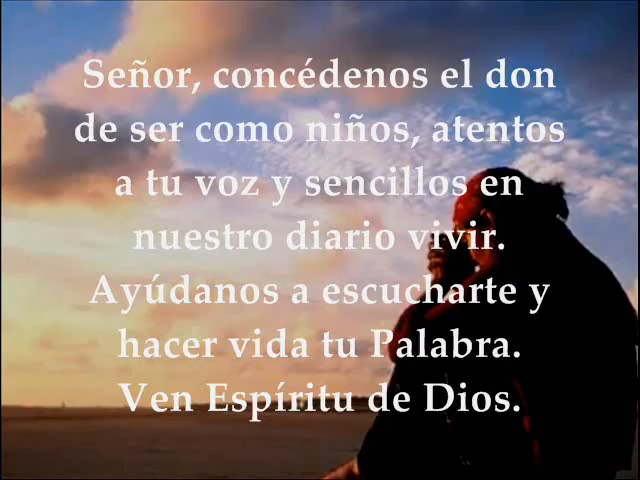 Señor, concédenos el don
de ser como niños, atentos
a tu voz y sencillos en
nuestro diario vivir.
Ayúdanos a escucharte y
hacer vida tu Palabra.
Ven Espíritu de Dios.